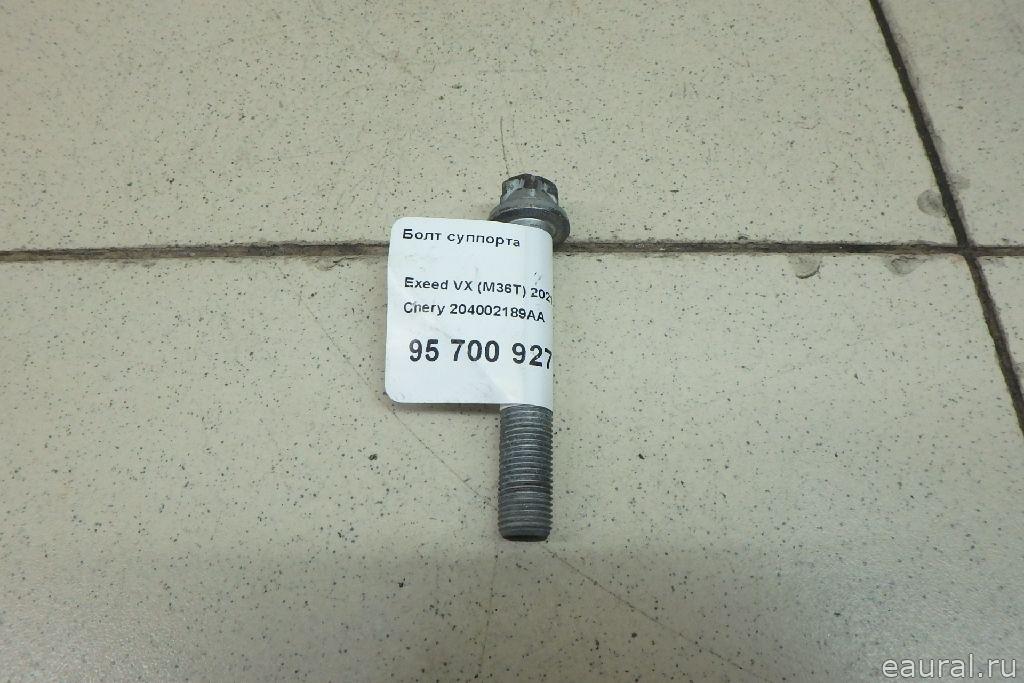 Болт суппорта
Exeed VX (M36T)
Chery 204002189AA
95 700 927
eaural.ru